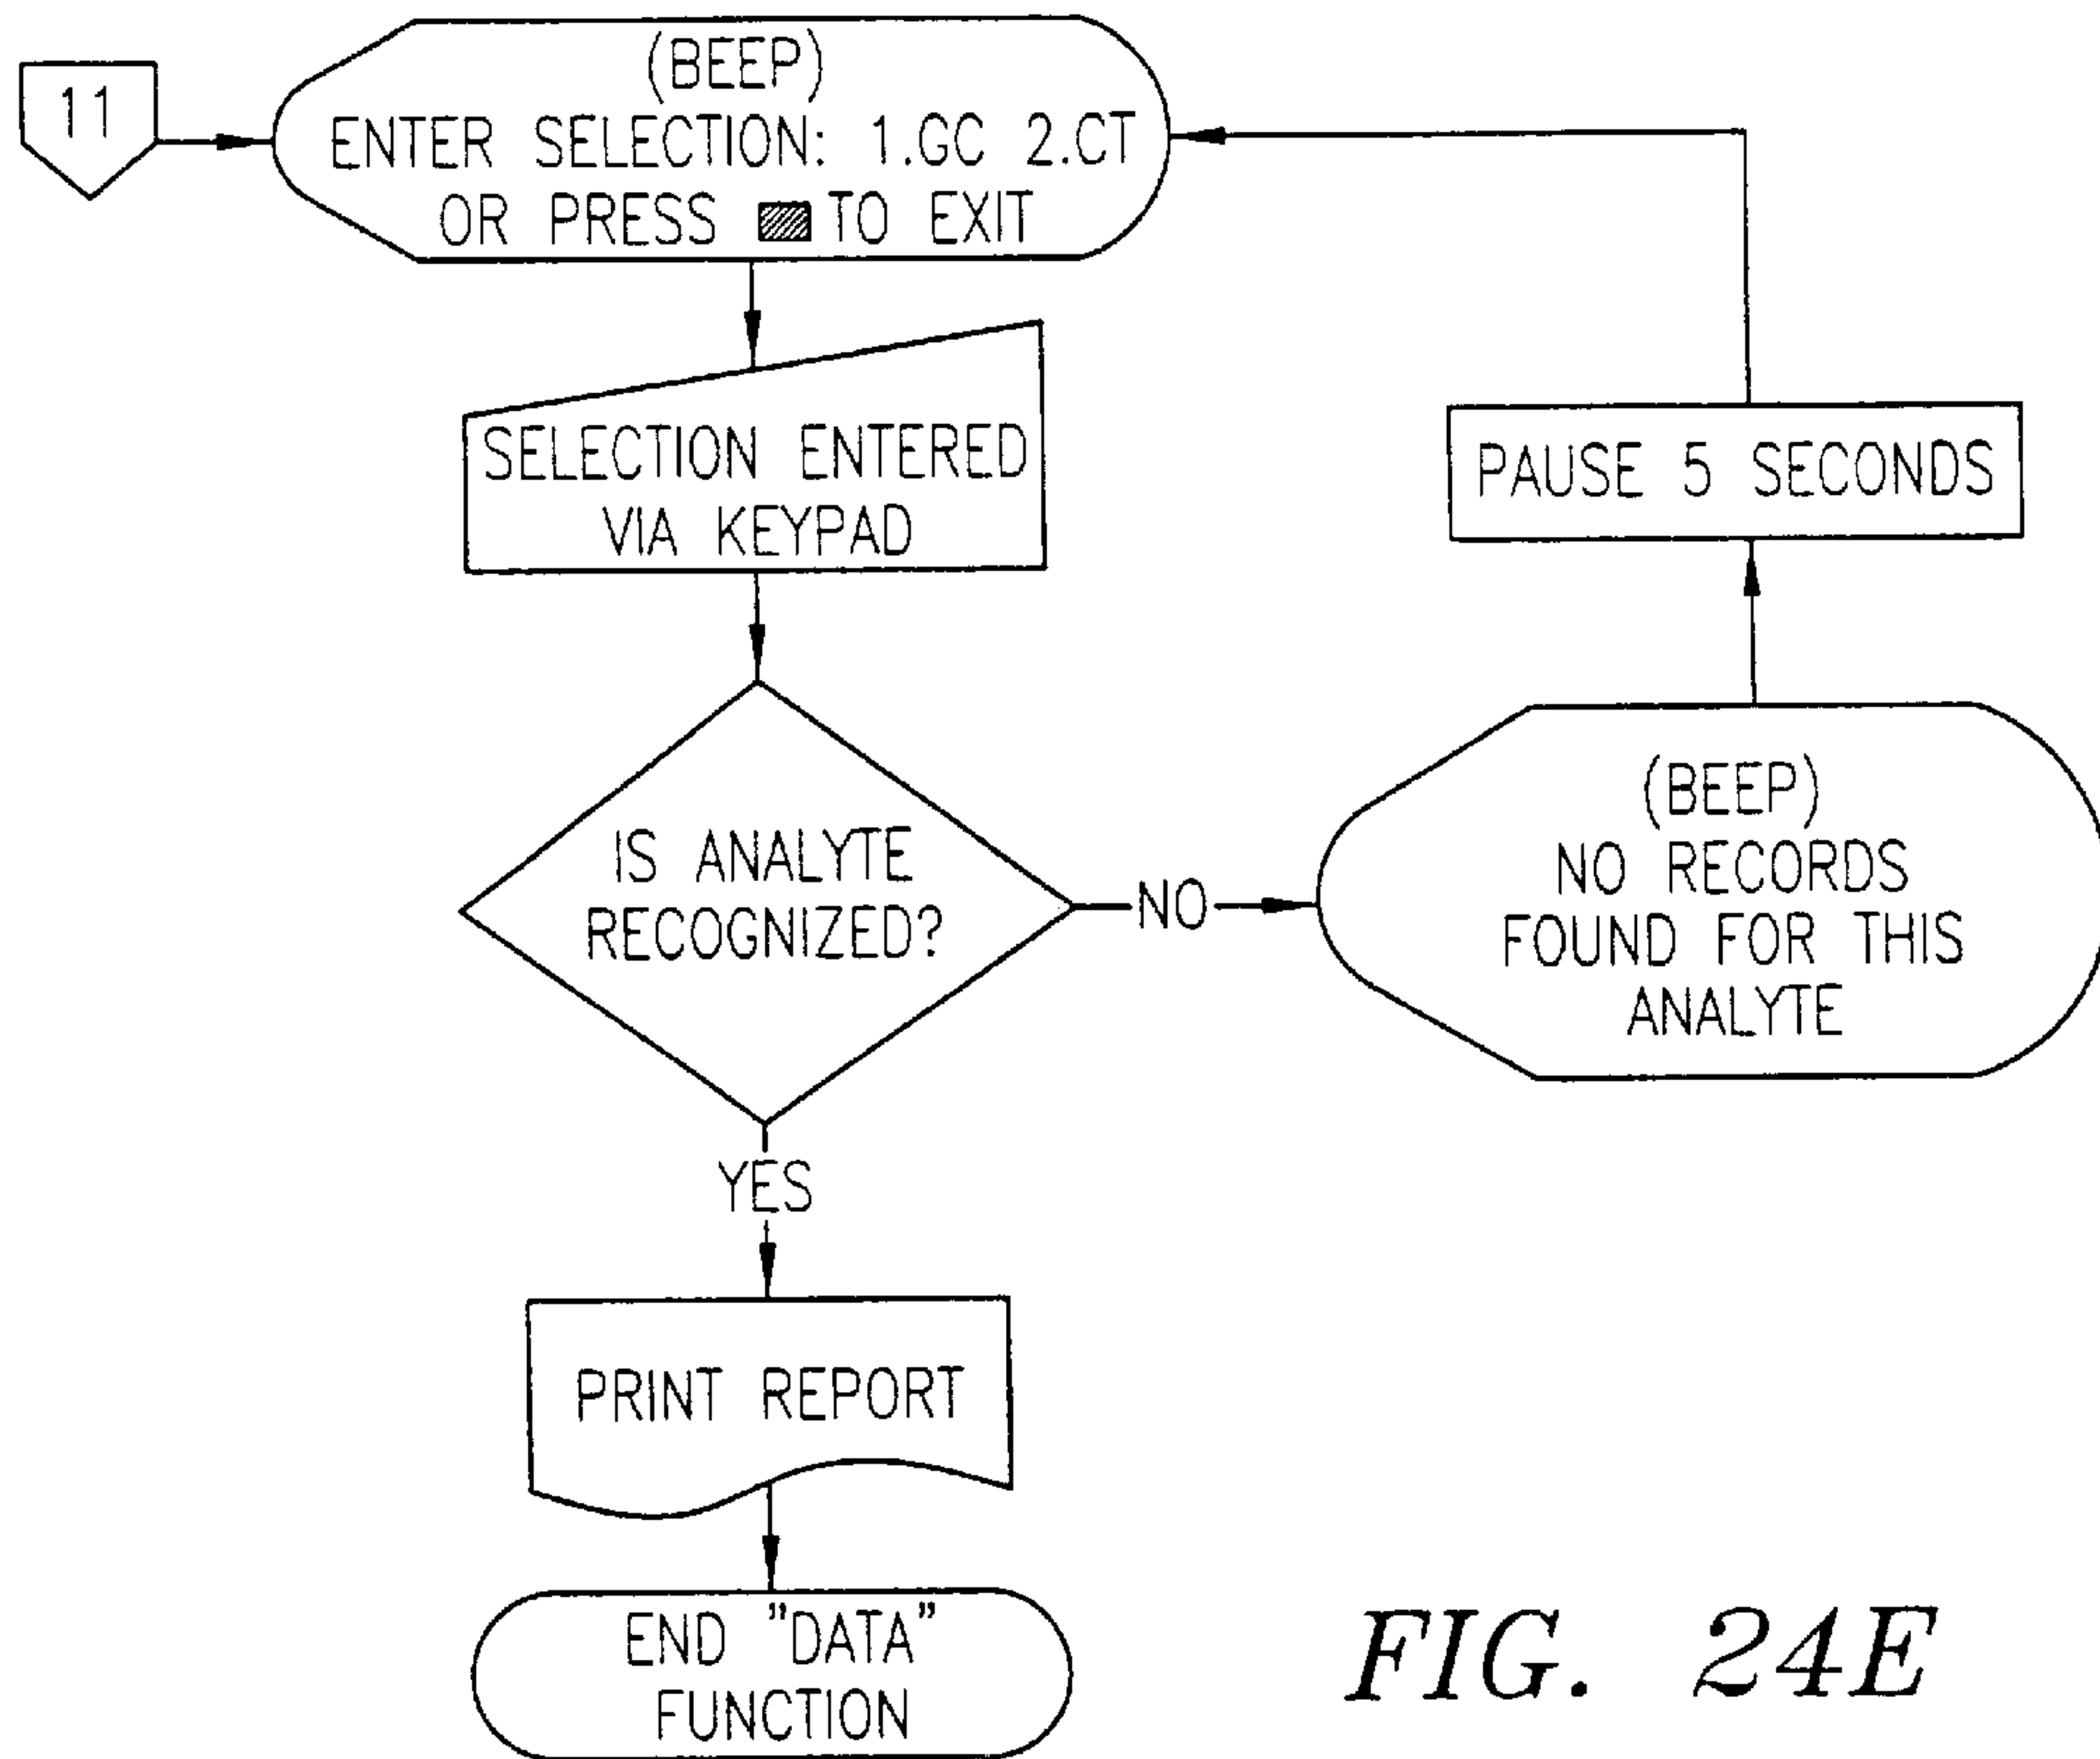 11
(BEEP)
ENTER SELECTION: 1.GC 2.CT
OR PRESS TO EXIT
SELECTION ENTERED
VIA KEYPAD
PAUSE 5 SECONDS
IS ANALYTE
RECOGNIZED?
NO
(BEEP)
NO RECORDS
FOUND FOR THIS
ANALYTE
YES
PRINT REPORT
END "DATA"
FUNCTION
FIG. 24E